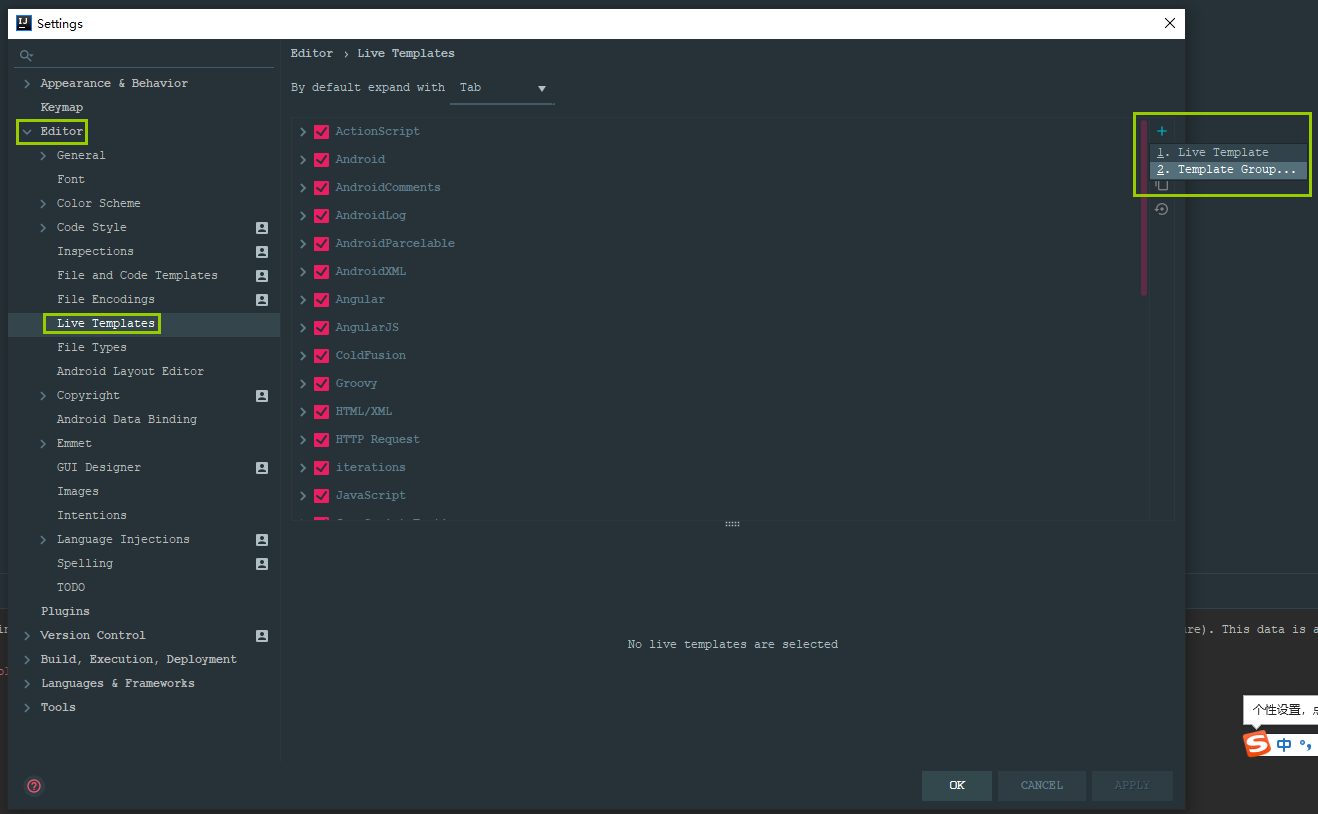 IJ
Settings
Appearance & Behavior
Keymap
Editor
General
Font
Color Scheme
Code Style
Inspections
File and Code Templates
File Encodings
Live Templates
File Types
Android Layout Editor
Copyright
Android Data Binding
Emmet
GUI Designer
Images
Intentions
Language Injections
Spelling
TODO
Plugins
Version Control
Build, Execution, Deployment
Languages & Frameworks
Tools
Editor › Live Templates
By default expand with Tab
ActionScript
Android
AndroidComments
AndroidLog
AndroidParcelable
AndroidXML
Angular
AngularJS
ColdFusion
Groovy
HTML/XML
HTTP Request
iterations
JavaScript
1. Live Template
2. Template Group...
No live templates are selected
OK
CANCEL
APPLY
ure). This data is a
个性设置，
S 中 °，